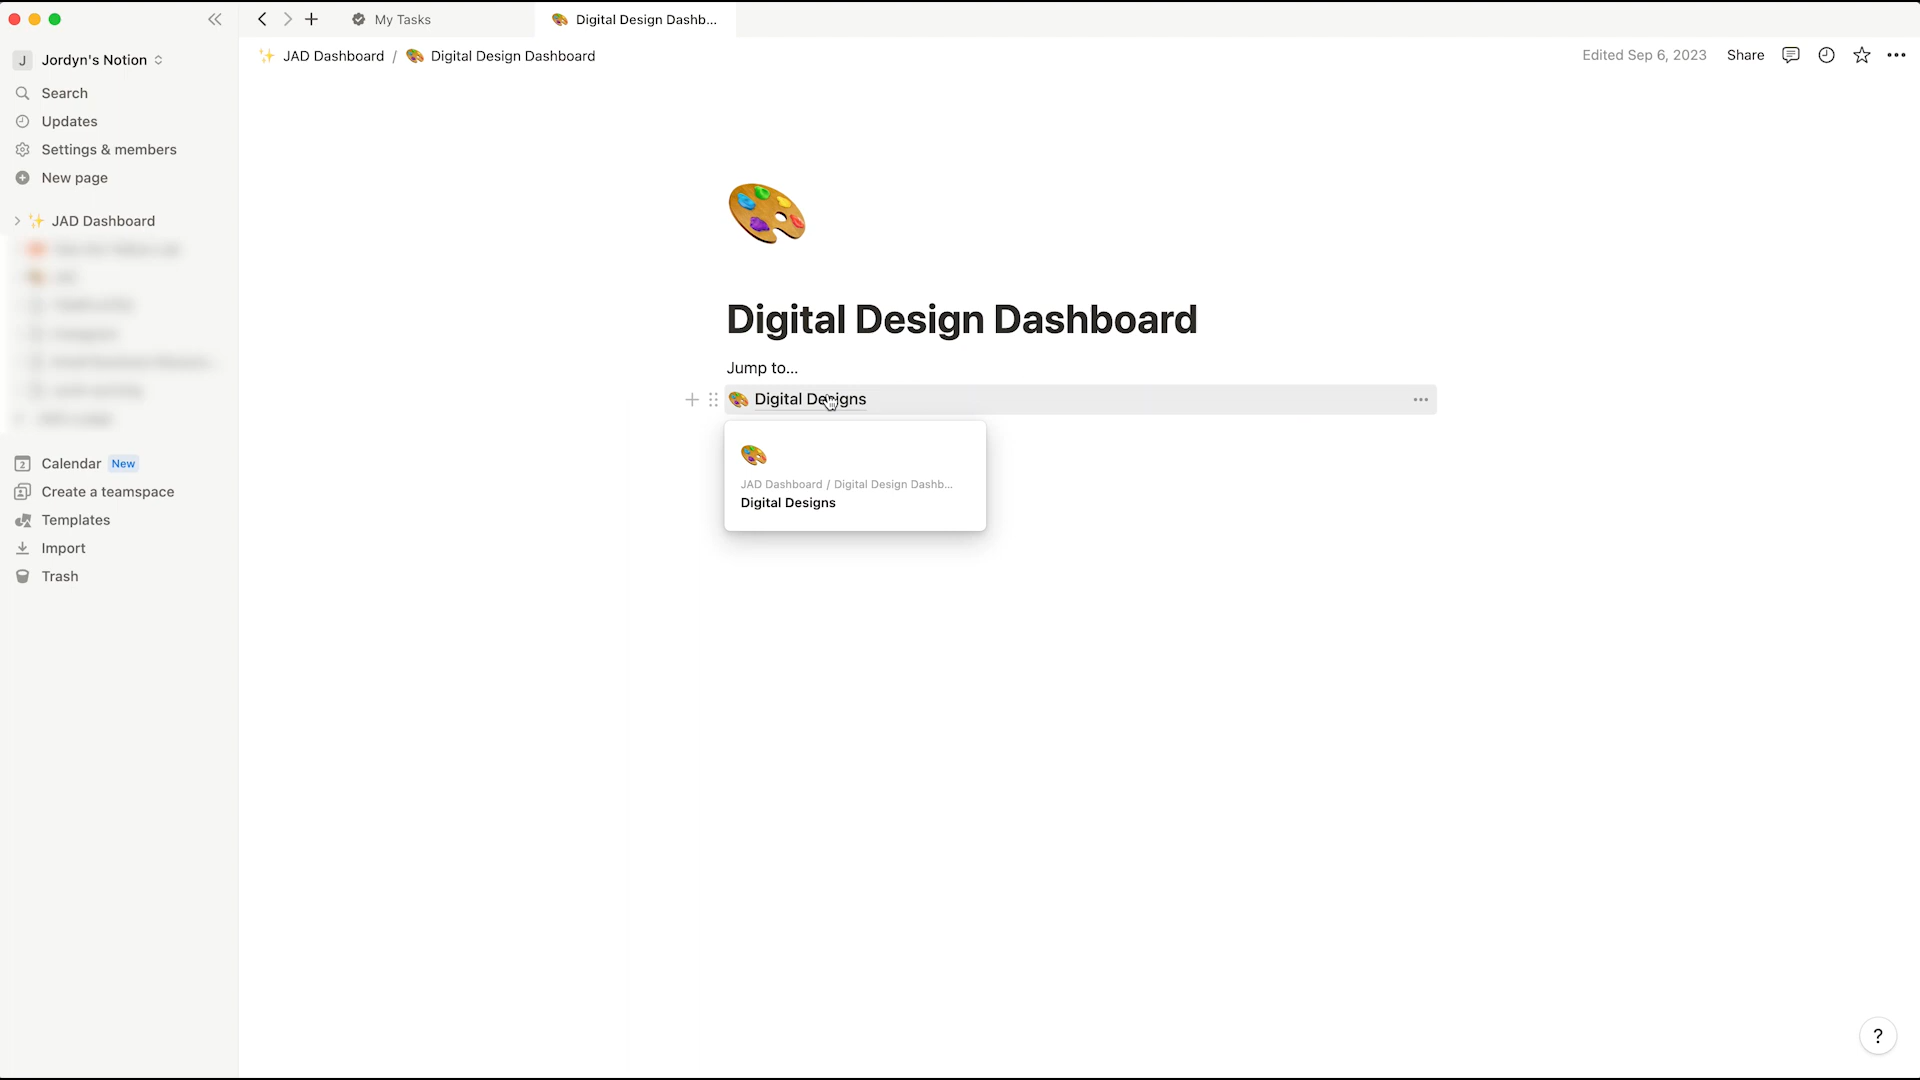 My Tasks
Digital Design Dashb...
J
Jordyn's Notion
JAD Dashboard / Digital Design Dashboard
Edited Sep 6, 2023
Share
Search
Updates
Settings & members
New page
JAD Dashboard
Calendar New
2
Create a teamspace
Templates
Import
Trash
Digital Design Dashboard
Jump to...
Digital Designs
JAD Dashboard / Digital Design Dashb...
Digital Designs
?